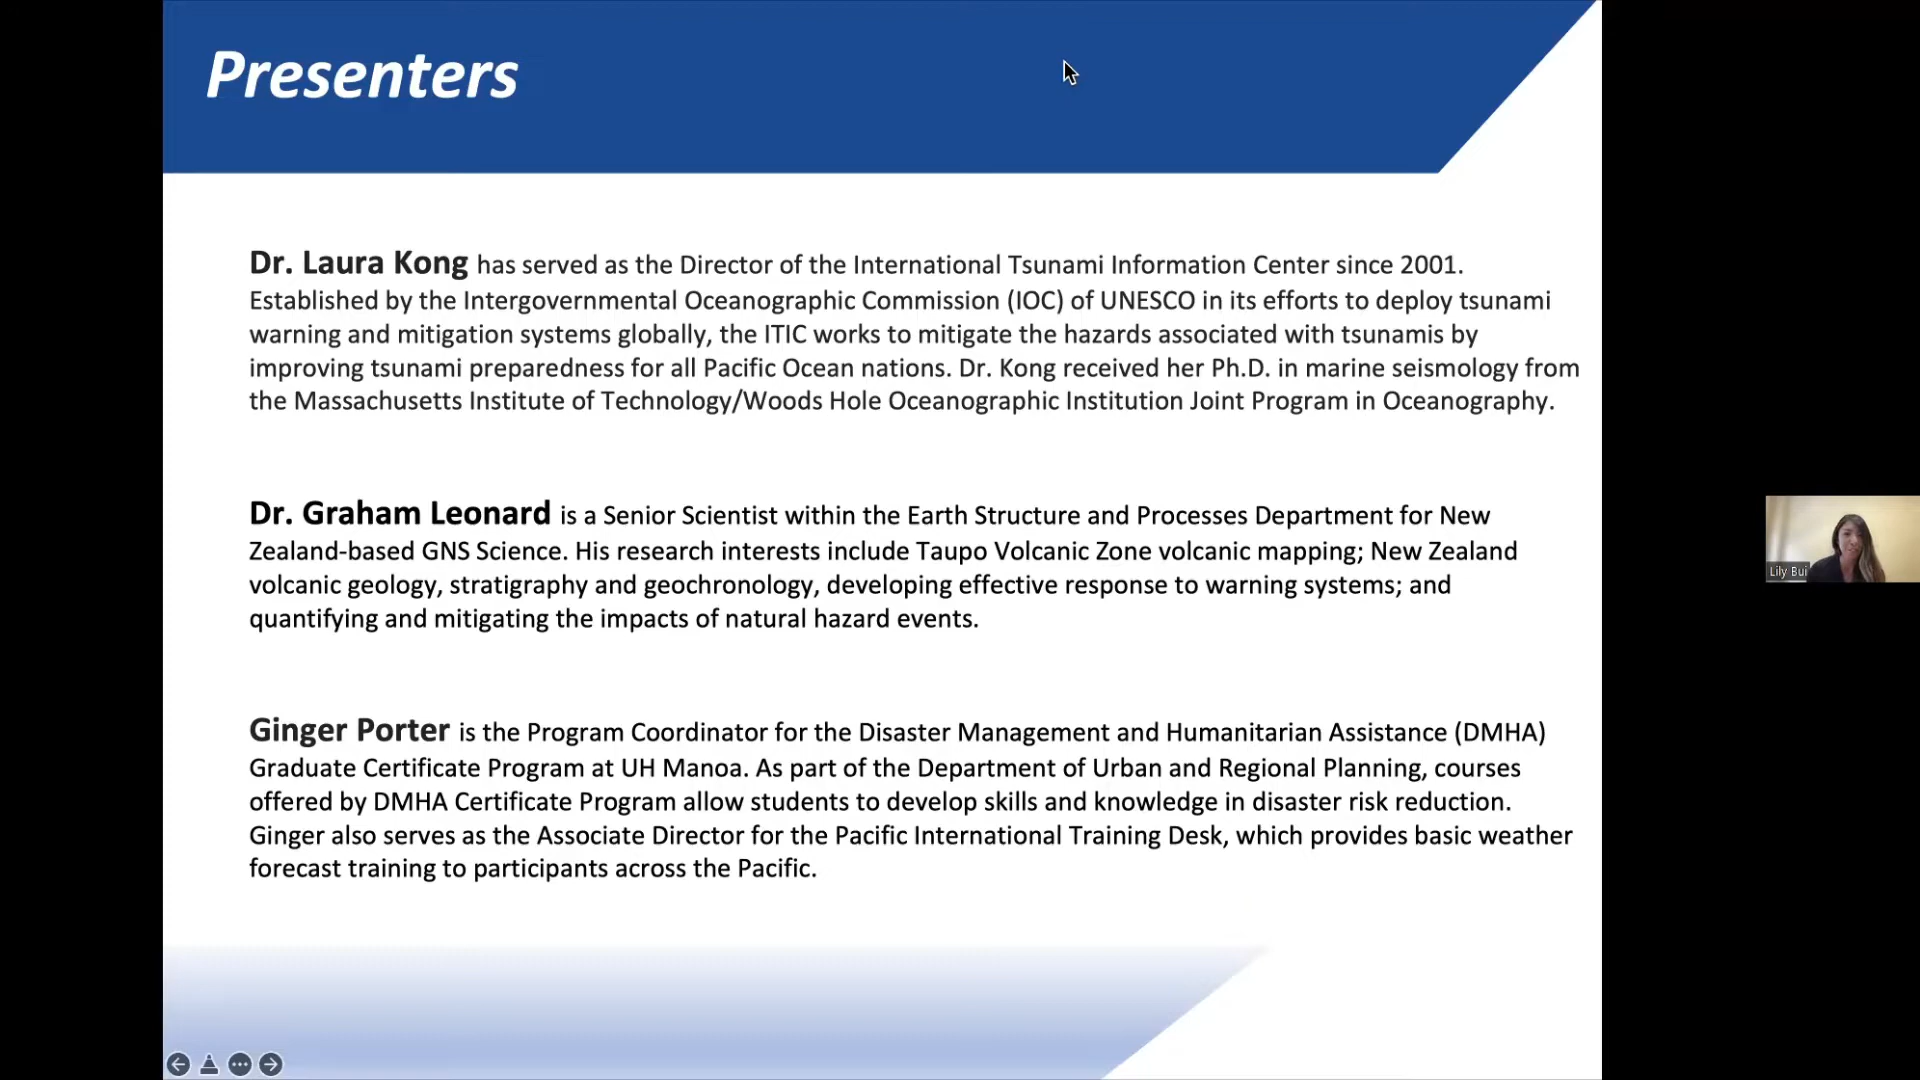 Presenters
Dr. Laura Kong has served as the Director of the International Tsunami Information Center since 2001.
Established by the Intergovernmental Oceanographic Commission (IOC) of UNESCO in its efforts to deploy tsunami
warning and mitigation systems globally, the ITIC works to mitigate the hazards associated with tsunamis by
improving tsunami preparedness for all Pacific Ocean nations. Dr. Kong received her Ph.D. in marine seismology from
the Massachusetts Institute of Technology/Woods Hole Oceanographic Institution Joint Program in Oceanography.
Dr. Graham Leonard is a Senior Scientist within the Earth Structure and Processes Department for New
Zealand-based GNS Science. His research interests include Taupo Volcanic Zone volcanic mapping; New Zealand
volcanic geology, stratigraphy and geochronology, developing effective response to warning systems; and
quantifying and mitigating the impacts of natural hazard events.
Lily Bui
Ginger Porter is the Program Coordinator for the Disaster Management and Humanitarian Assistance (DMHA)
Graduate Certificate Program at UH Manoa. As part of the Department of Urban and Regional Planning, courses
offered by DMHA Certificate Program allow students to develop skills and knowledge in disaster risk reduction.
Ginger also serves as the Associate Director for the Pacific International Training Desk, which provides basic weather
forecast training to participants across the Pacific.